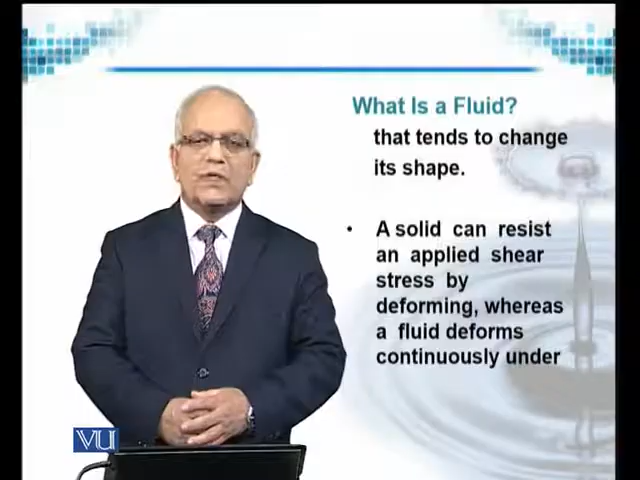 What Is a Fluid?
that tends to change
its shape.
• A solid can resist
an applied shear
stress by
deforming, whereas
a fluid deforms
continuously under
VU